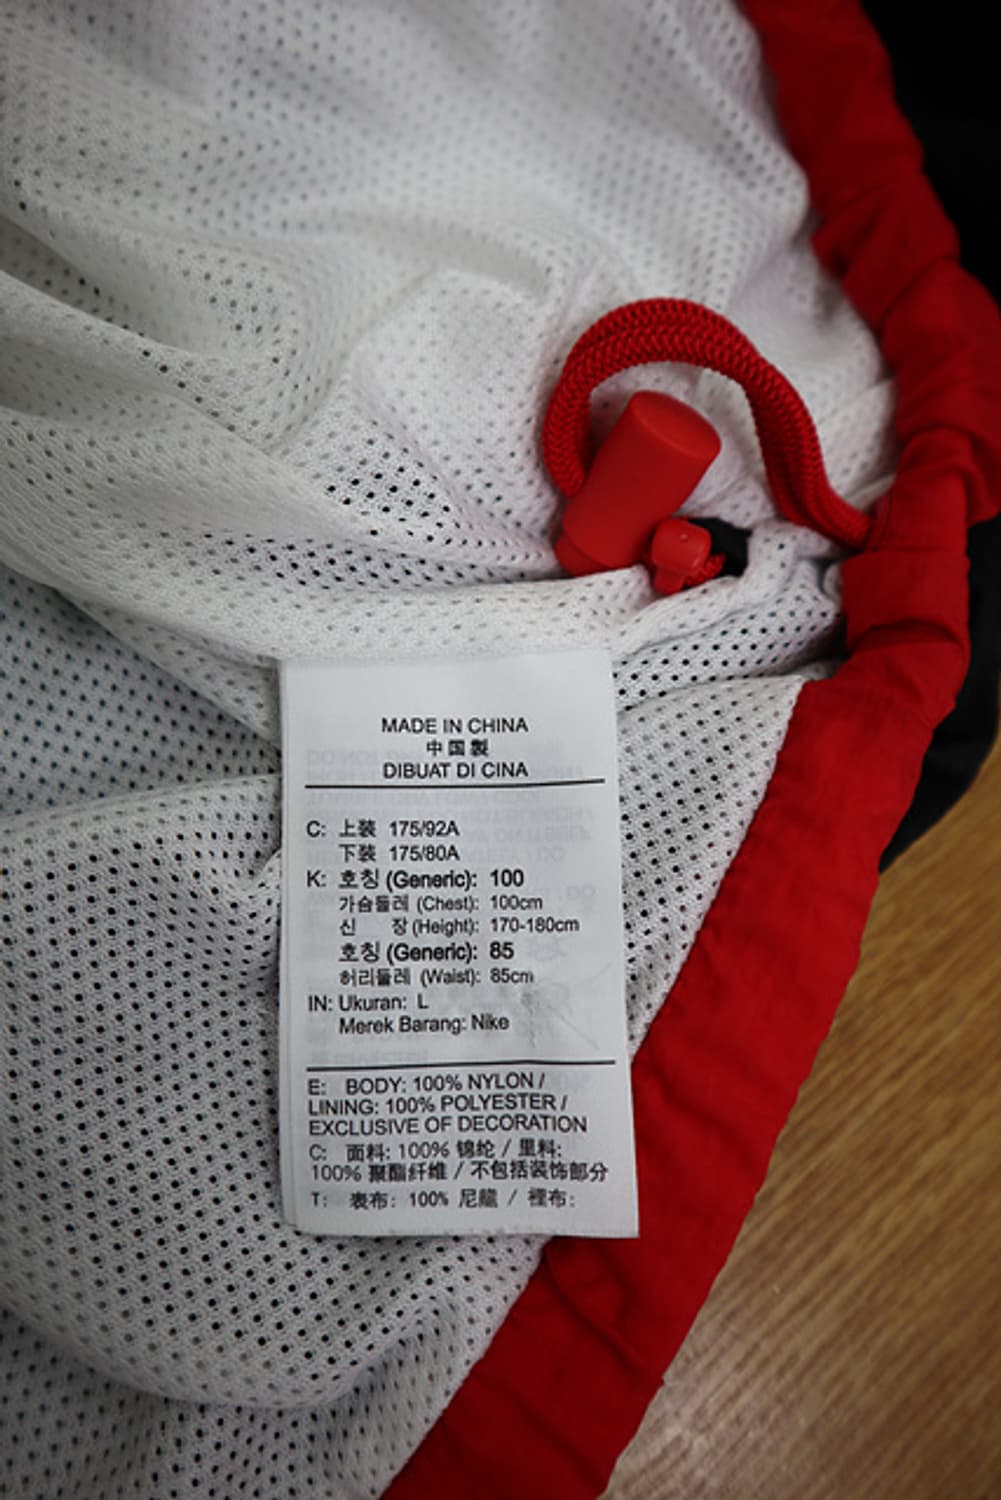 MADE IN CHINA
中国製
DIBUAT DI CINA
C: 上装 175/92A
下装 175/80A
K: 호칭 (Generic): 100
가슴둘레 (Chest): 100cm
신 장 (Height): 170-180cm
호칭 (Generic): 85
허리둘레 (Waist): 85cm
IN: Ukuran: L
Merek Barang: Nike
E: BODY: 100% NYLON /
LINING: 100% POLYESTER /
EXCLUSIVE OF DECORATION
C: 面料: 100% 锦纶 / 里料:
100% 聚酯纤维 / 不包括装饰部分
T: 表布: 100% 尼龍 / 裡布: